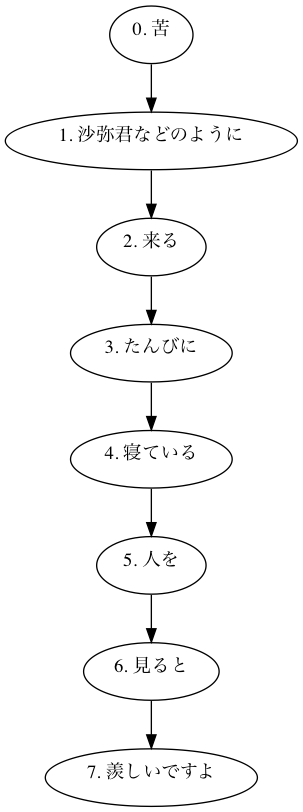 0. 苦
1. 沙弥君などのように
2. 来る
3. たんびに
4. 寝ている
5. 人を
6. 見ると
7. 羨しいですよ